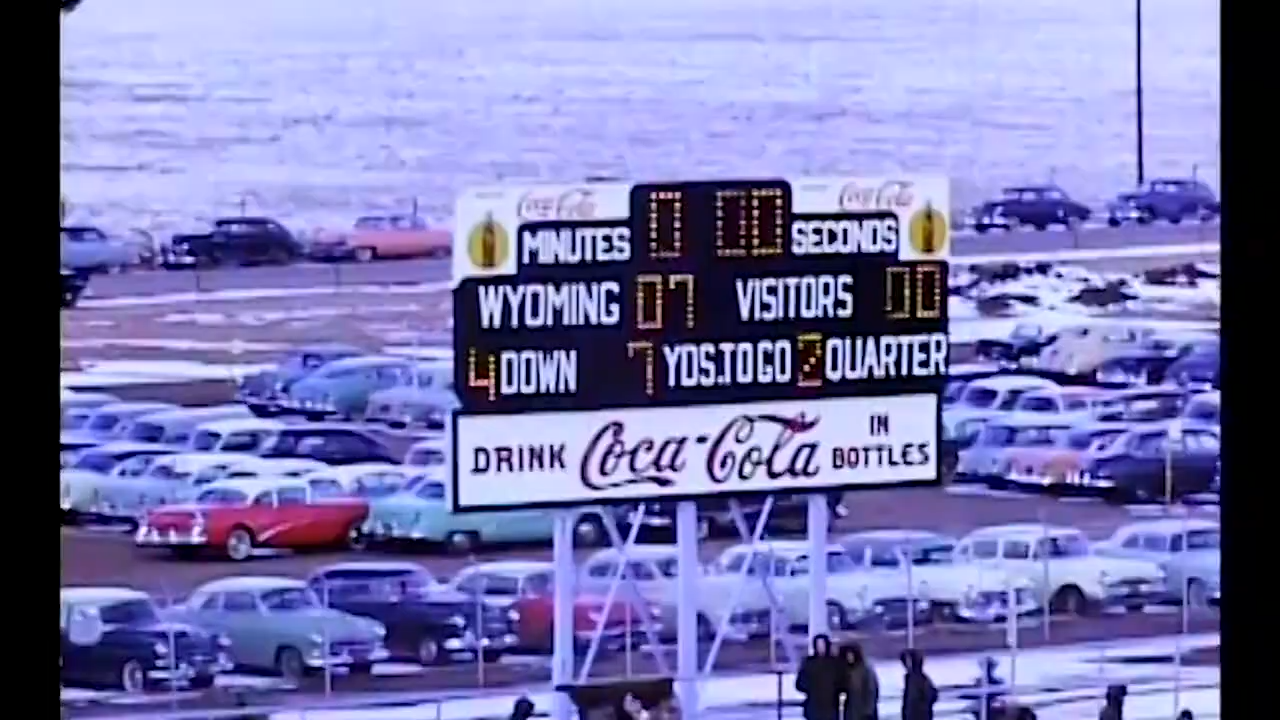 Coca-Cola Coca-Cola
MINUTES 0 00 SECONDS
WYOMING 07 VISITORS 00
4 DOWN 7 YDS.TO GO 2 QUARTER
DRINK Coca-Cola IN BOTTLES